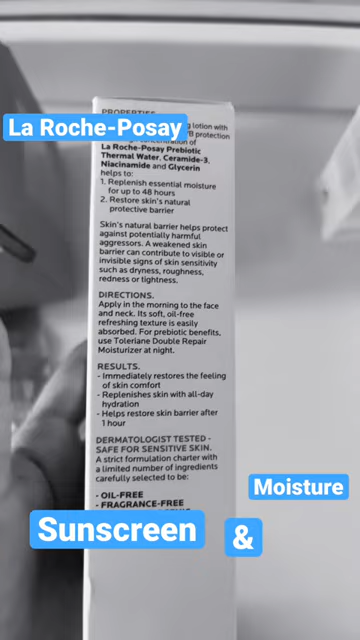 PROPERTIES
La Roche-Posay
lotion with
protection
of
La Roche-Posay Prebiotic
Thermal Water, Ceramide-3,
Niacinamide and Glycerin
helps to:
1. Replenish essential moisture
for up to 48 hours
2. Restore skin's natural
protective barrier
Skin's natural barrier helps protect
against potentially harmful
aggressors. A weakened skin
barrier can contribute to visible or
invisible signs of skin sensitivity
such as dryness, roughness,
redness or tightness.
DIRECTIONS.
Apply in the morning to the face
and neck. Its soft, oil-free
refreshing texture is easily
absorbed. For prebiotic benefits,
use Toleriane Double Repair
Moisturizer at night.
RESULTS.
- Immediately restores the feeling
of skin comfort
- Replenishes skin with all-day
hydration
- Helps restore skin barrier after
1 hour
DERMATOLOGIST TESTED -
SAFE FOR SENSITIVE SKIN.
A strict formulation charter with
a limited number of ingredients
carefully selected to be:
- OIL-FREE
- FRAGRANCE-FREE
Moisture
Sunscreen &